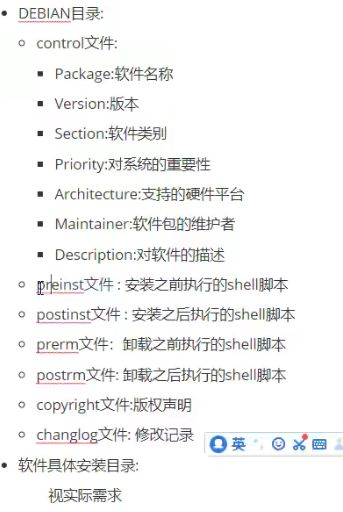 DEBIAN目录:
control文件:
Package:软件名称
Version:版本
Section:软件类别
Priority:对系统的重要性
Architecture:支持的硬件平台
Maintainer:软件包的维护者
Description:对软件的描述
preinst文件 : 安装之前执行的shell脚本
postinst文件 : 安装之后执行的shell脚本
prerm文件: 卸载之前执行的shell脚本
postrm文件: 卸载之后执行的shell脚本
copyright文件:版权声明
changlog文件: 修改记录
英
软件具体安装目录:
视实际需求